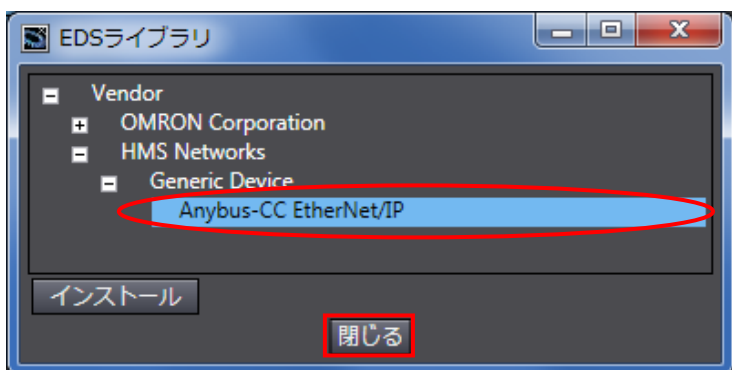 EDSライブラリ
Vendor
OMRON Corporation
HMS Networks
Generic Device
Anybus-CC EtherNet/IP
インストール
閉じる